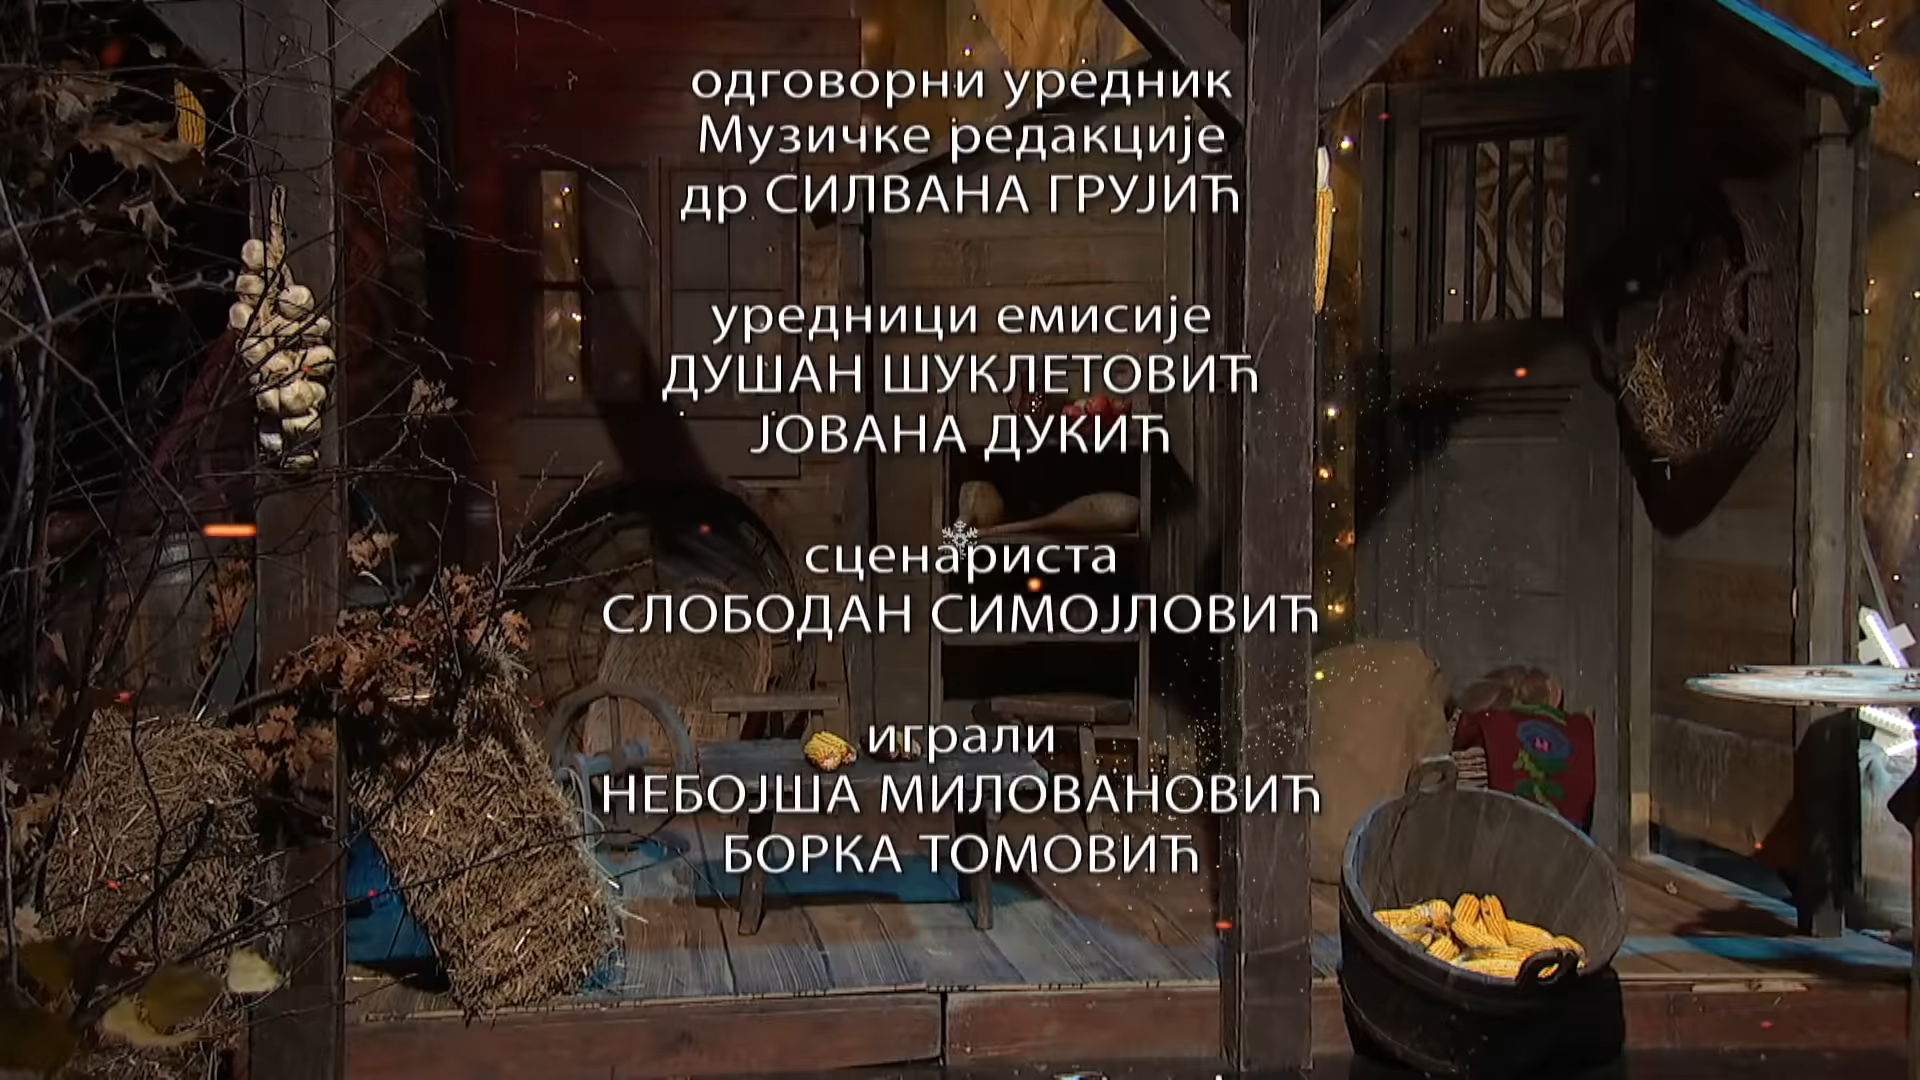 одговорни уредник
Музичке редакције
др СИЛВАНА ГРУЈИЋ
уредници емисије
ДУШАН ШУКЛЕТОВИЋ
ЈОВАНА ДУКИЋ
сценариста
СЛОБОДАН СИМОЈЛОВИЋ
играли
НЕБОЈША МИЛОВАНОВИЋ
БОРКА ТОМОВИЋ